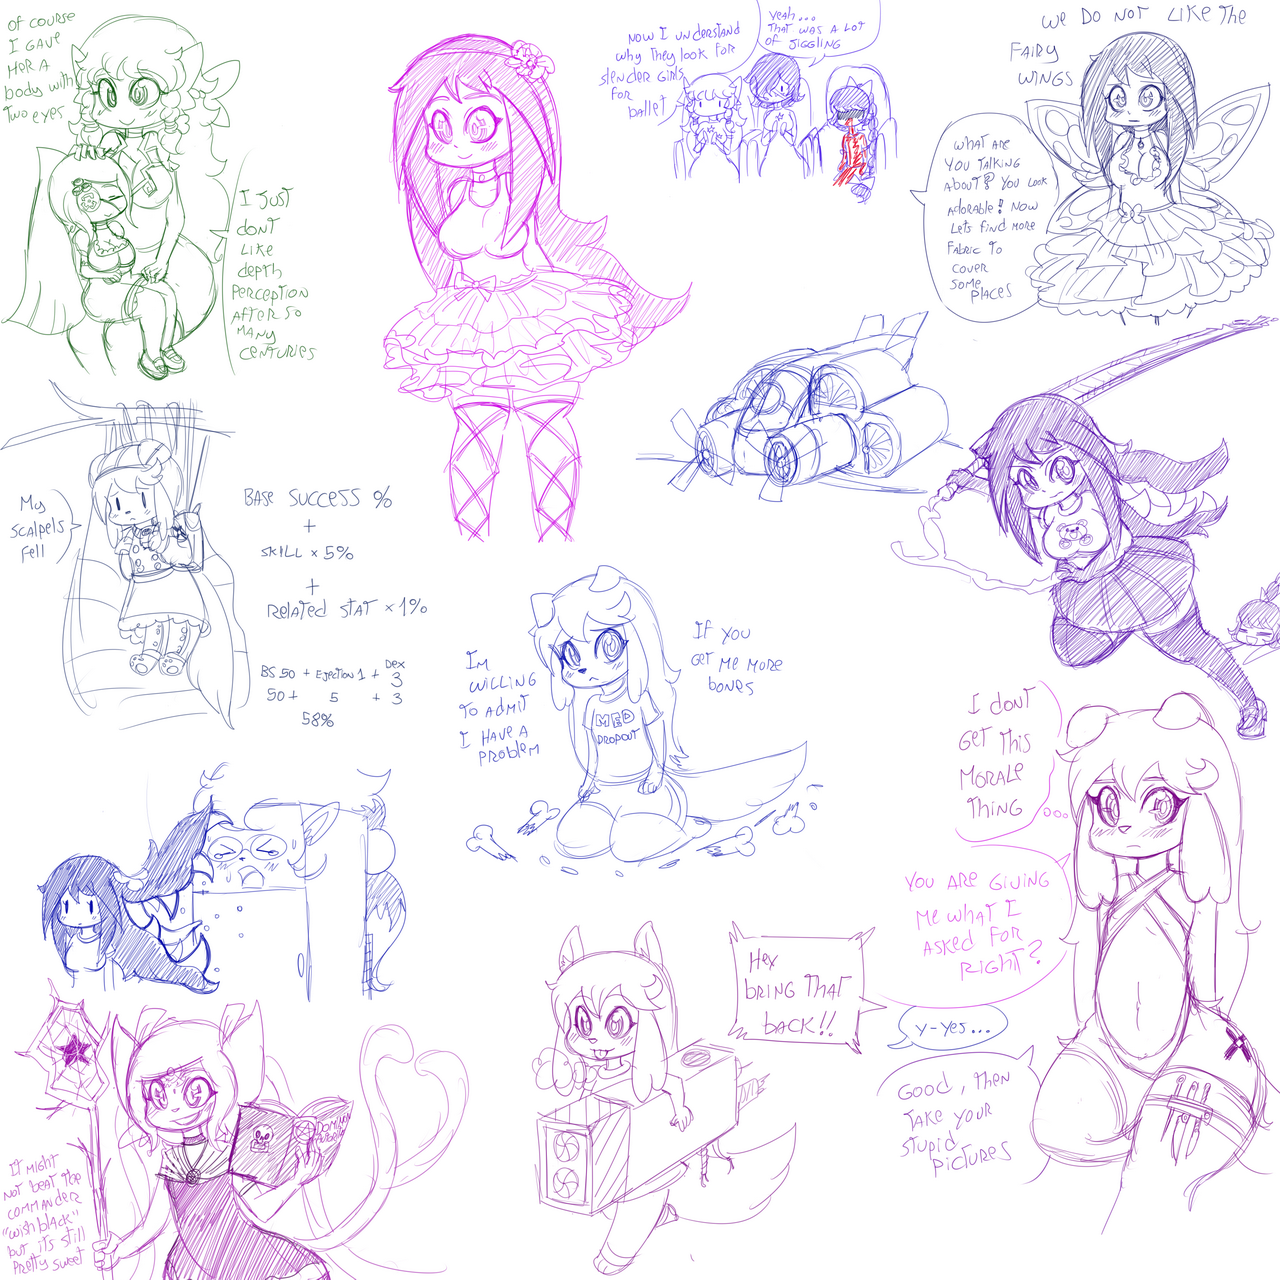 OF COURSE
I GAVE
HER A
body with
Two eyes
I JUST
DONT
LIKE
depth
PERCEPTION
AFTER SO
MANY
CENTURIES
NOW I UNDERSTAND
why They look FOR
slender GIRLS
FOR
ballet
yeah...
THAT WAS A LOT
OF JIGGLING
WE DO NOT LIKE THE
FAIRY
WINGS
WHAT ARE
YOU TALKING
ABOUT? YOU LOOK
ADORABLE! NOW
LETS FIND MORE
FABRIC TO
COVER
SOME
PLACES
My
SCALPELS
FELL
BASE SUCCESS %
+
SKILL x 5%
+
RELATED STAT x 1%
BS 50 + EJECTION 1 + DEX 3
50 + 5 + 3
58%
IM
WILLING
TO ADMIT
I HAVE A
PROBLEM
IF YOU
GET ME MORE
BONES
MED
DROPOUT
I DONT
GET THIS
MORALE
THING
...
YOU ARE GIVING
ME WHAT I
ASKED FOR
RIGHT?
Y-YES...
GOOD, THEN
TAKE YOUR
STUPID
PICTURES
HEX
BRING THAT
BACK!!
IT MIGHT
NOT BEAT THE
COMMANDER
"WISH BLACK"
but its still
PRETTY SWEET